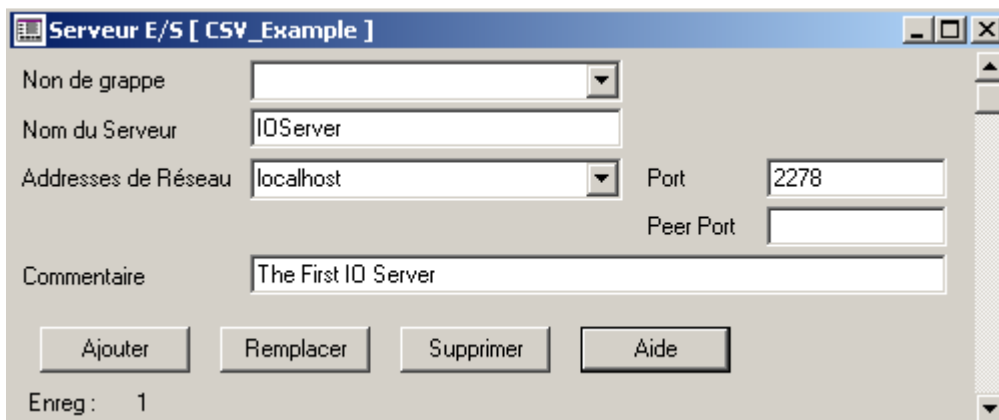 Serveur E/S [ CSV_Example ]
Non de grappe
Nom du Serveur IOServer
Addresses de Réseau localhost Port 2278
Peer Port
Commentaire The First IO Server
Ajouter Remplacer Supprimer Aide
Enreg : 1